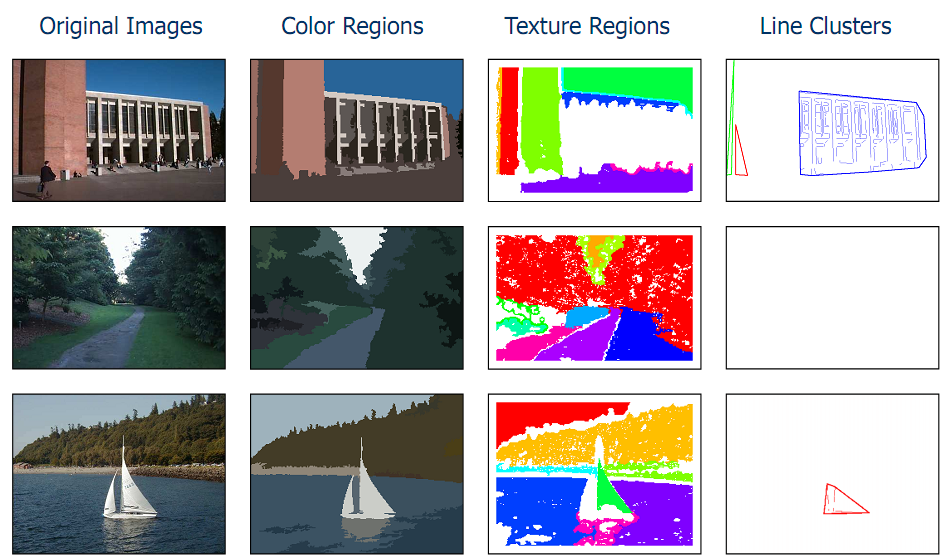 Original Images
Color Regions
Texture Regions
Line Clusters